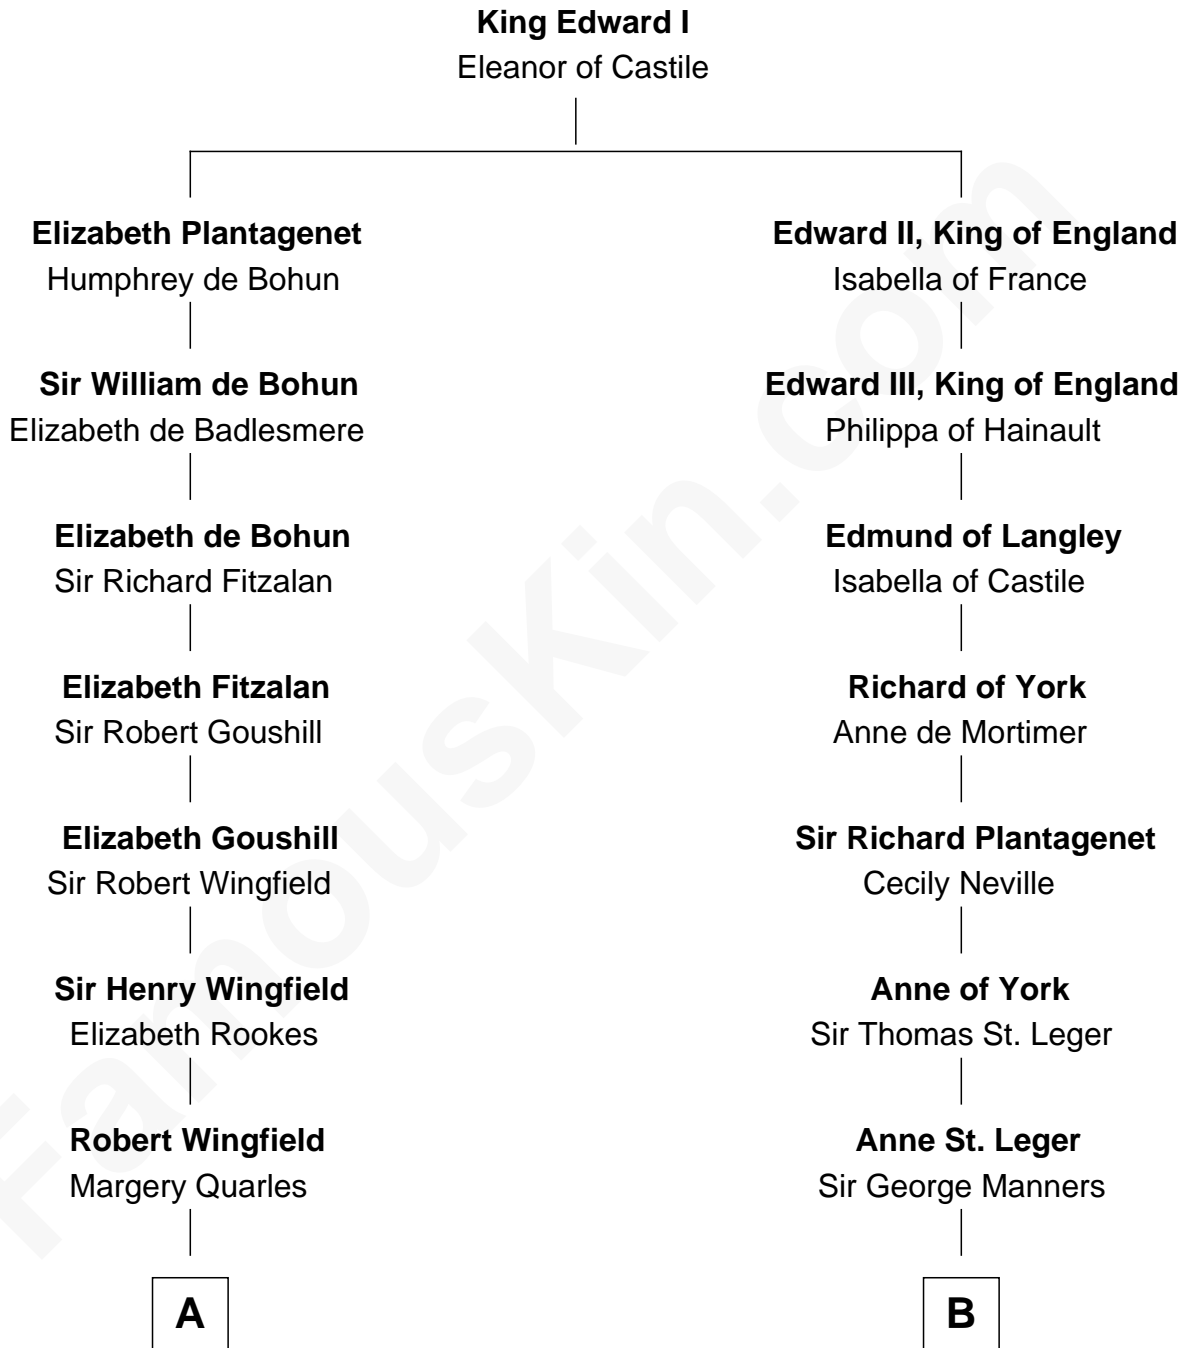 King Edward I
Eleanor of Castile
Elizabeth Plantagenet
Humphrey de Bohun
Edward II, King of England
Isabella of France
Sir William de Bohun
Elizabeth de Badlesmere
Edward III, King of England
Philippa of Hainault
Elizabeth de Bohun
Sir Richard Fitzalan
Edmund of Langley
Isabella of Castile
Elizabeth Fitzalan
Sir Robert Goushill
Richard of York
Anne de Mortimer
Elizabeth Goushill
Sir Robert Wingfield
Sir Richard Plantagenet
Cecily Neville
Sir Henry Wingfield
Elizabeth Rookes
Anne of York
Sir Thomas St. Leger
Robert Wingfield
Margery Quarles
Anne St. Leger
Sir George Manners
A
B
FamousKin.com